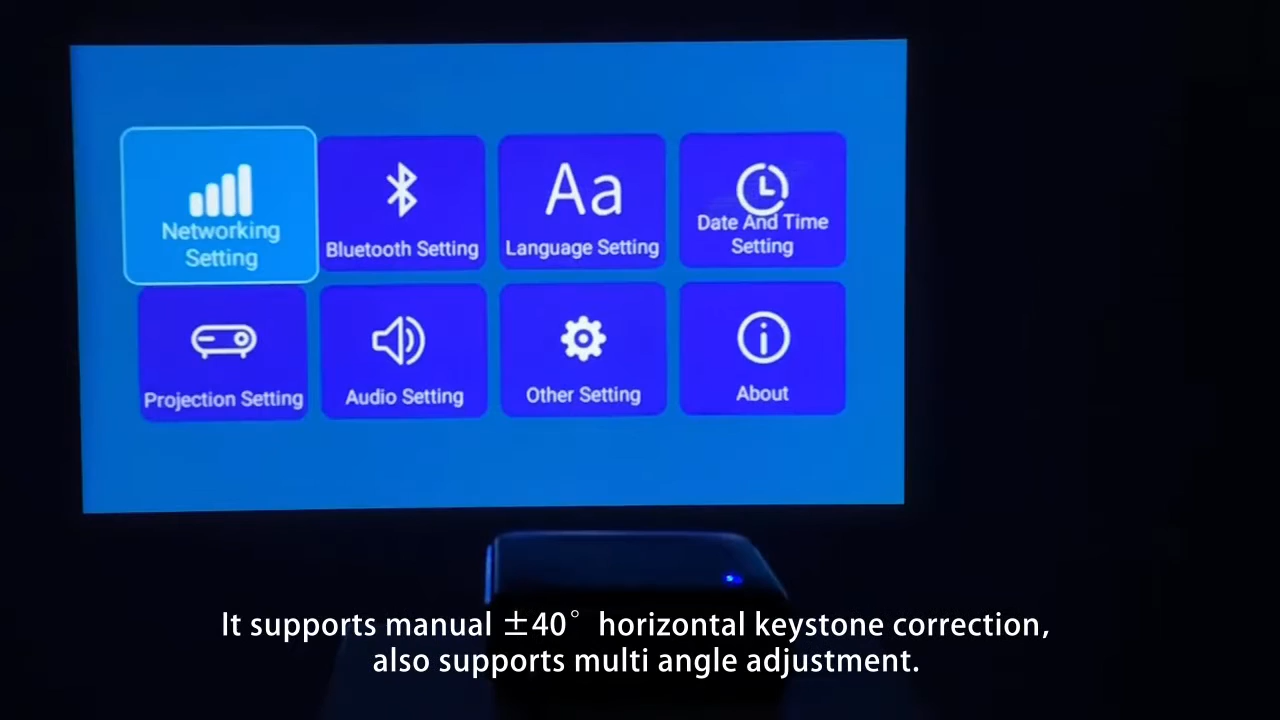 Networking
Setting
Bluetooth Setting
Aa
Language Setting
Date And Time
Setting
Projection Setting
Audio Setting
Other Setting
About
It supports manual ±40° horizontal keystone correction,
also supports multi angle adjustment.